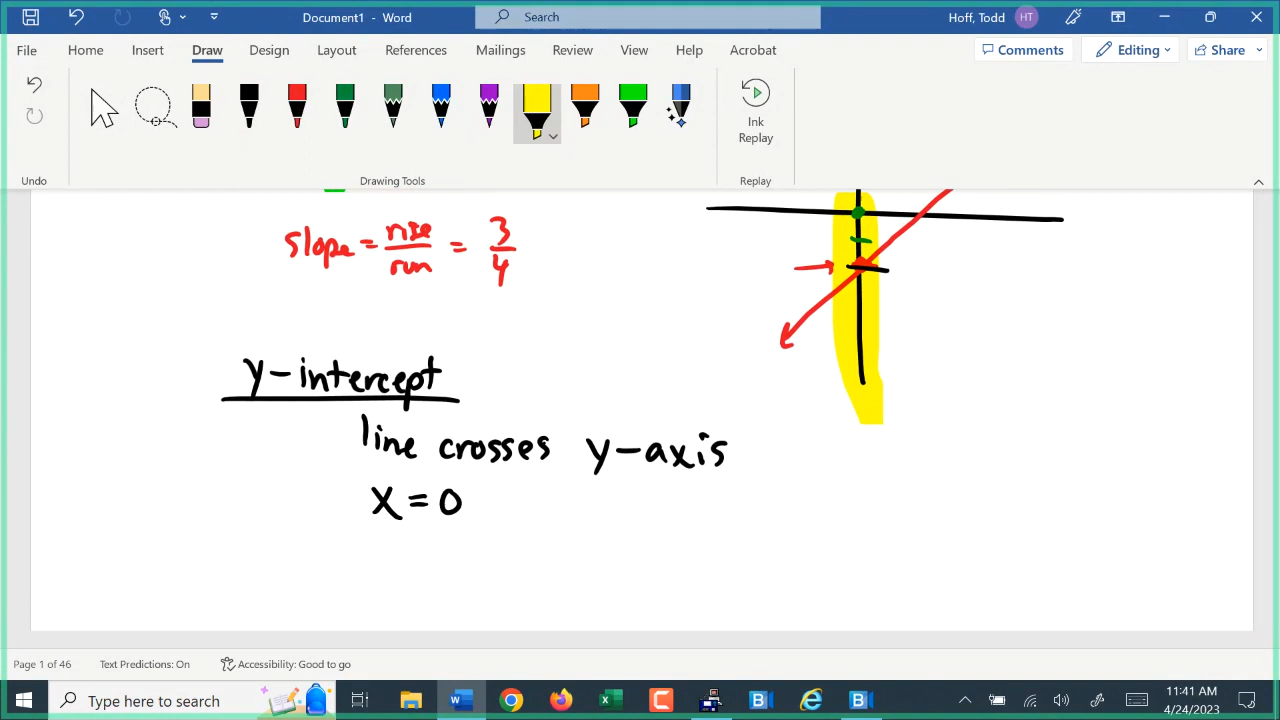 Document1 - Word
Search
Hoff, Todd
HT
File Home Insert Draw Design Layout References Mailings Review View Help Acrobat
Comments Editing Share
Ink
Replay
Undo
Drawing Tools
Replay
slope = rise/run = 3/4
y-intercept
line crosses y-axis
x = 0
Page 1 of 46 Text Predictions: On Accessibility: Good to go
Type here to search
11:41 AM
4/24/2023